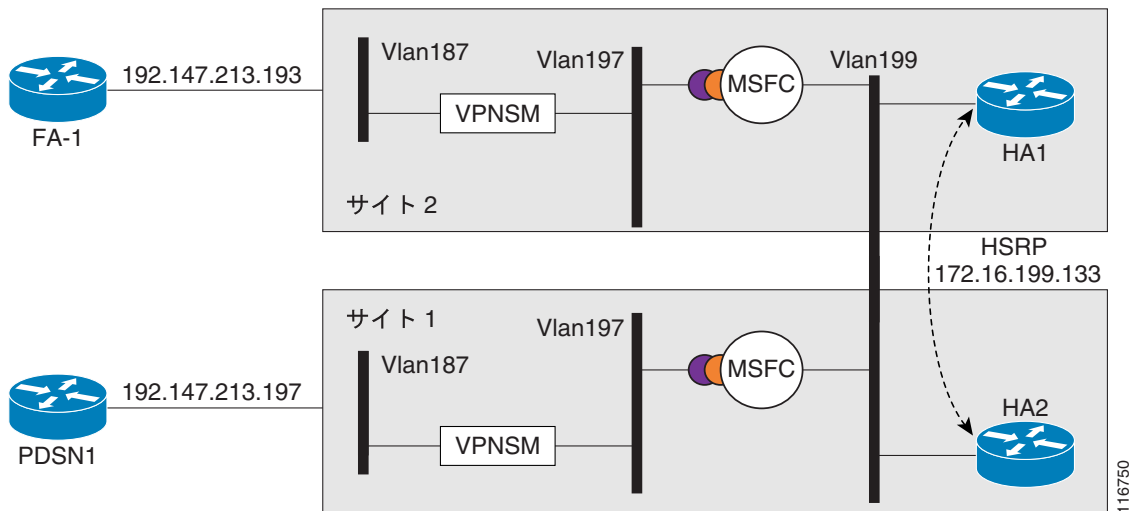 Vlan187
Vlan197
Vlan199
192.147.213.193
MSFC
VPNSM
FA-1
HA1
サイト 2
HSRP
172.16.199.133
サイト 1
Vlan197
Vlan187
192.147.213.197
MSFC
HA2
VPNSM
PDSN1
116750